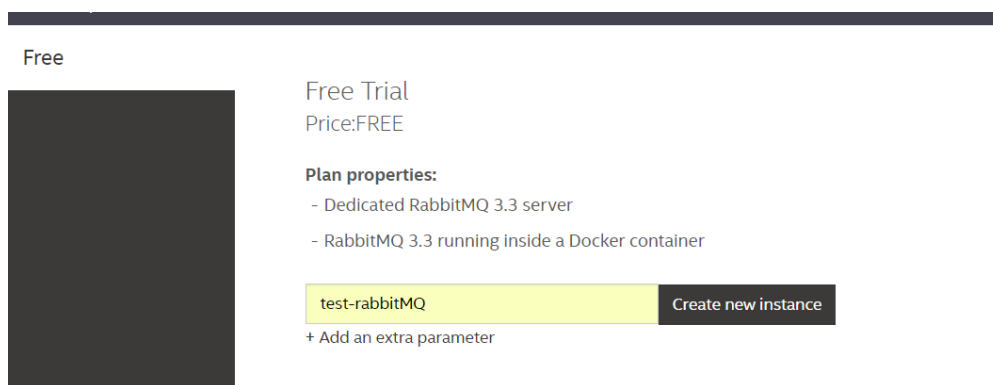 Free
Free Trial
Price:FREE
Plan properties:
- Dedicated RabbitMQ 3.3 server
- RabbitMQ 3.3 running inside a Docker container
test-rabbitMQ
Create new instance
+ Add an extra parameter